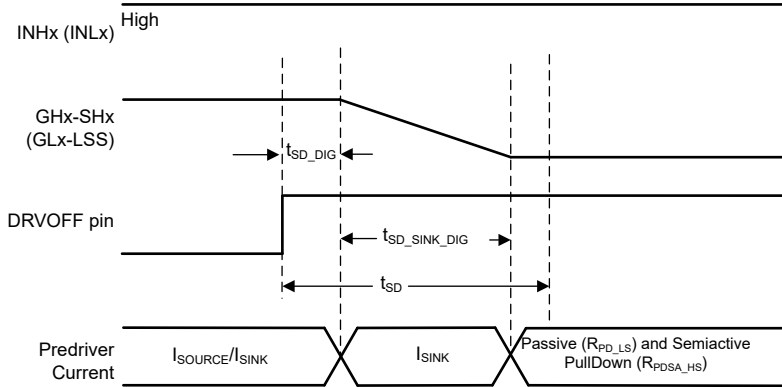 High
INHx (INLx)
GHx-SHx
(GLx-LSS)
tSD_DIG
DRVOFF pin
tSD_SINK_DIG
tSD
Predriver
Current
ISOURCE/ISINK
ISINK
Passive (RPD_LS) and Semiactive
PullDown (RPDSA_HS)